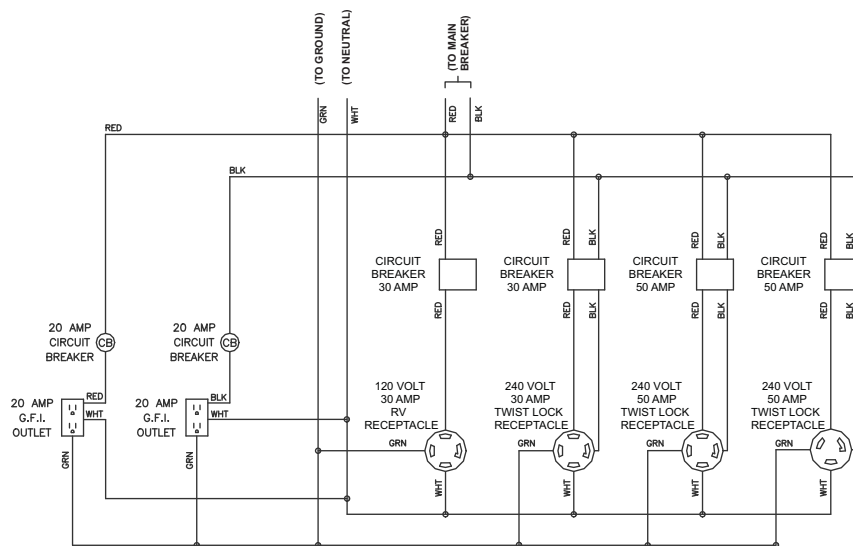 (TO GROUND)
(TO NEUTRAL)
(TO MAIN
BREAKER)
GRN
WHT
RED
BLK
RED
BLK
RED
RED
BLK
RED
BLK
RED
BLK
CIRCUIT
BREAKER
30 AMP
CIRCUIT
BREAKER
30 AMP
CIRCUIT
BREAKER
50 AMP
CIRCUIT
BREAKER
50 AMP
RED
RED
BLK
RED
BLK
RED
BLK
20 AMP
CIRCUIT
BREAKER
CB
20 AMP
CIRCUIT
BREAKER
CB
20 AMP
G.F.I.
OUTLET
RED
WHT
GRN
20 AMP
G.F.I.
OUTLET
BLK
WHT
GRN
120 VOLT
30 AMP
RV
RECEPTACLE
GRN
WHT
240 VOLT
30 AMP
TWIST LOCK
RECEPTACLE
GRN
WHT
240 VOLT
50 AMP
TWIST LOCK
RECEPTACLE
GRN
WHT
240 VOLT
50 AMP
TWIST LOCK
RECEPTACLE
GRN
WHT